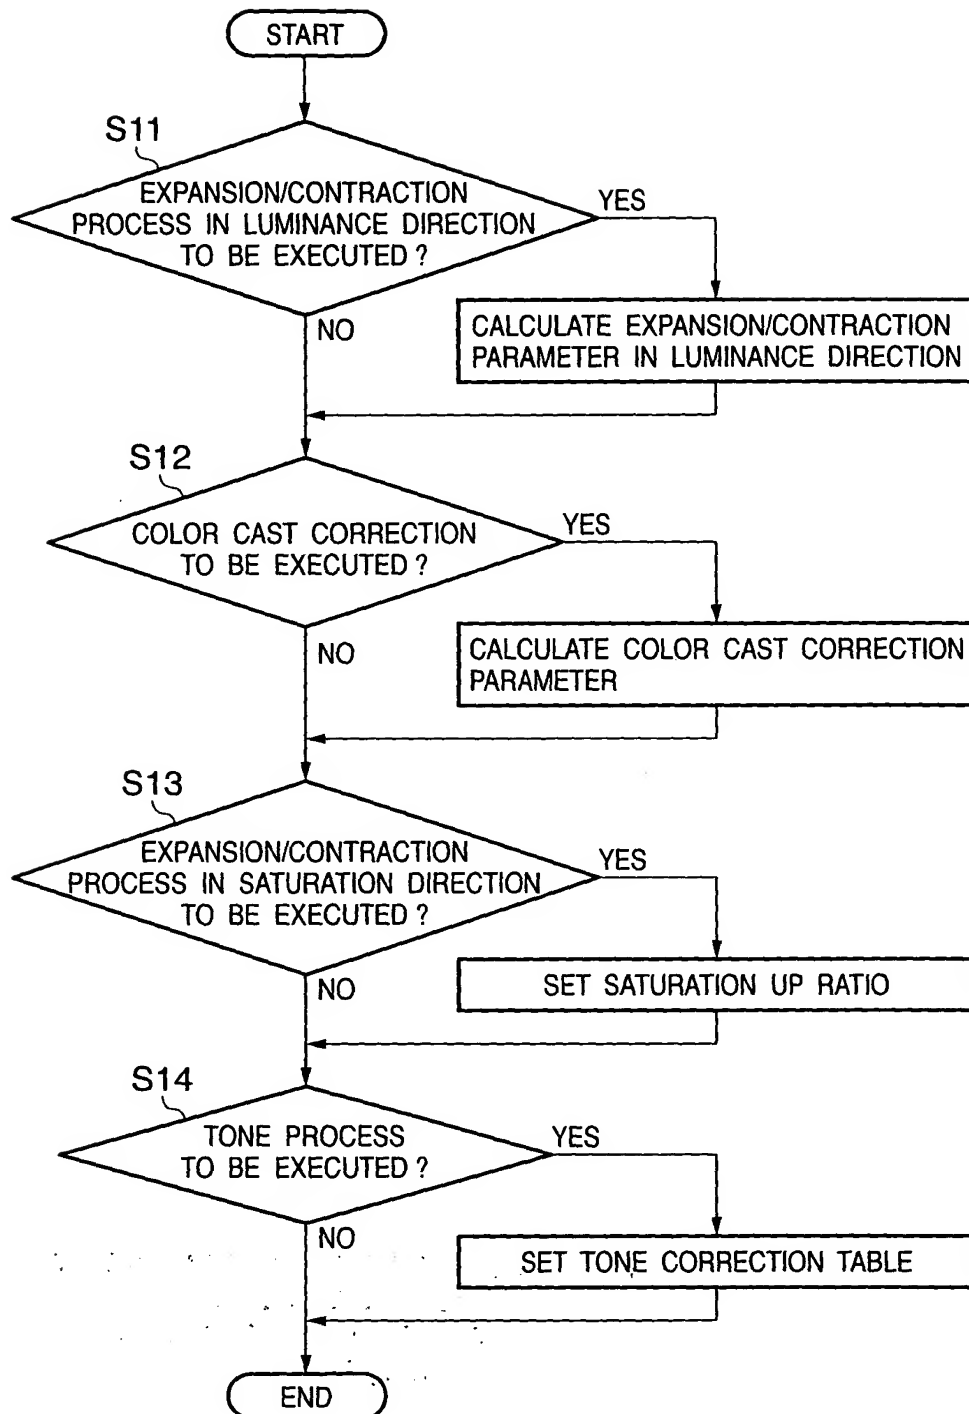 START
S11
EXPANSION/CONTRACTION
PROCESS IN LUMINANCE DIRECTION
TO BE EXECUTED ?
YES
NO
CALCULATE EXPANSION/CONTRACTION
PARAMETER IN LUMINANCE DIRECTION
S12
COLOR CAST CORRECTION
TO BE EXECUTED ?
YES
NO
CALCULATE COLOR CAST CORRECTION
PARAMETER
S13
EXPANSION/CONTRACTION
PROCESS IN SATURATION DIRECTION
TO BE EXECUTED ?
YES
NO
SET SATURATION UP RATIO
S14
TONE PROCESS
TO BE EXECUTED ?
YES
NO
SET TONE CORRECTION TABLE
END